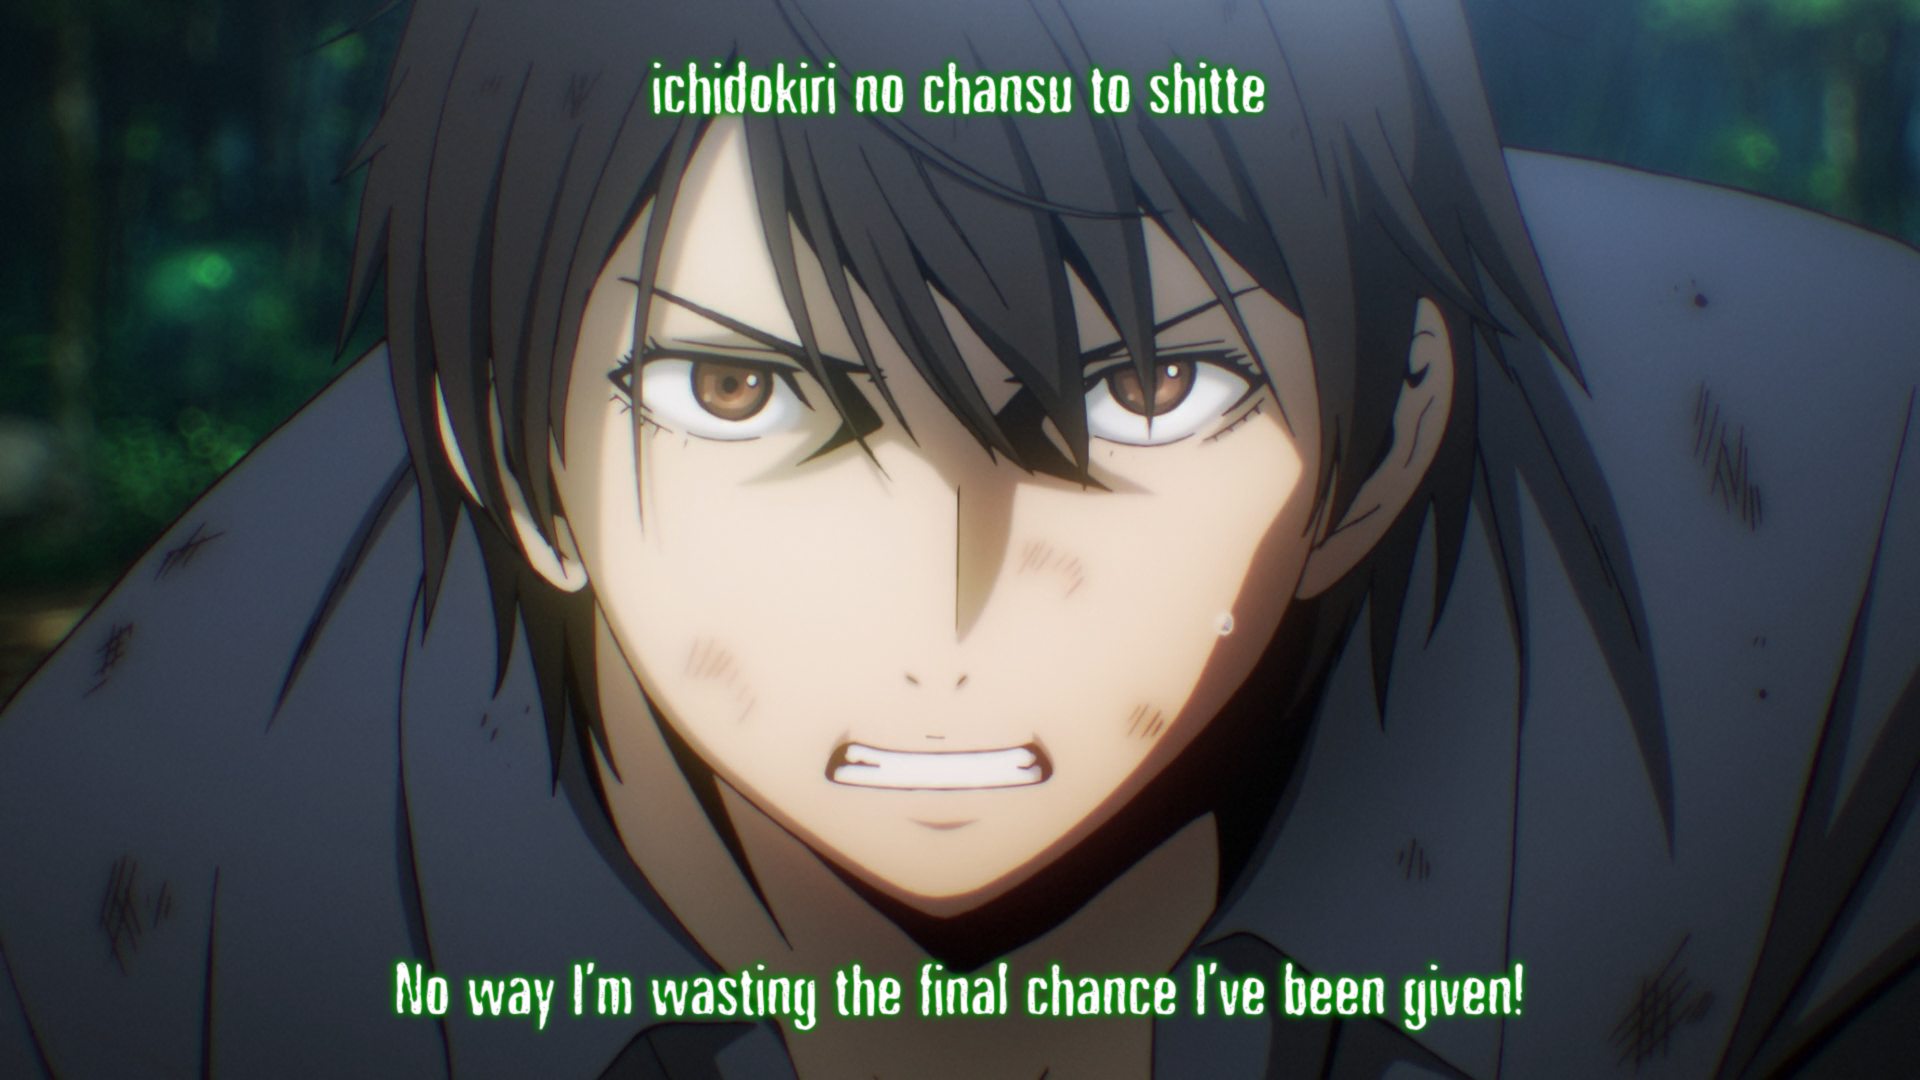 ichidokiri no chansu to shitte
No way I'm wasting the final chance I've been given!